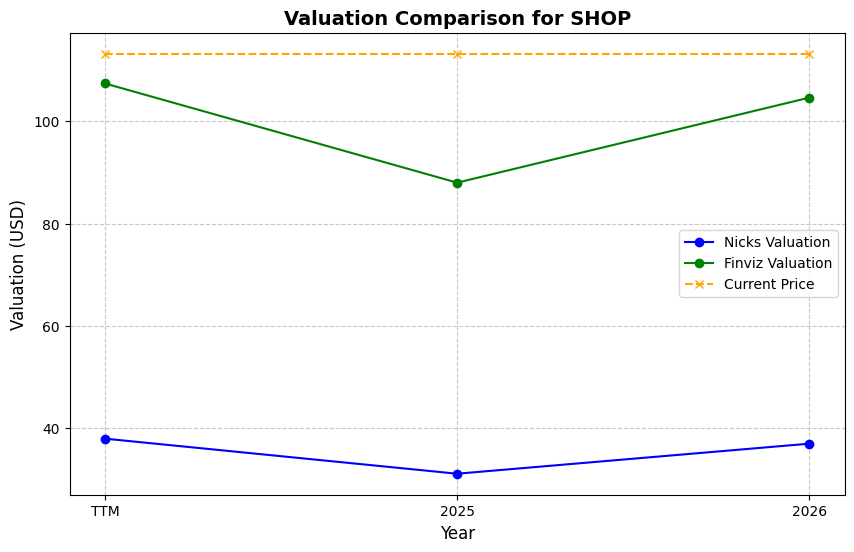 Valuation Comparison for SHOP
Valuation (USD)
100
80
60
40
Nicks Valuation
Finviz Valuation
Current Price
TTM
2025
2026
Year